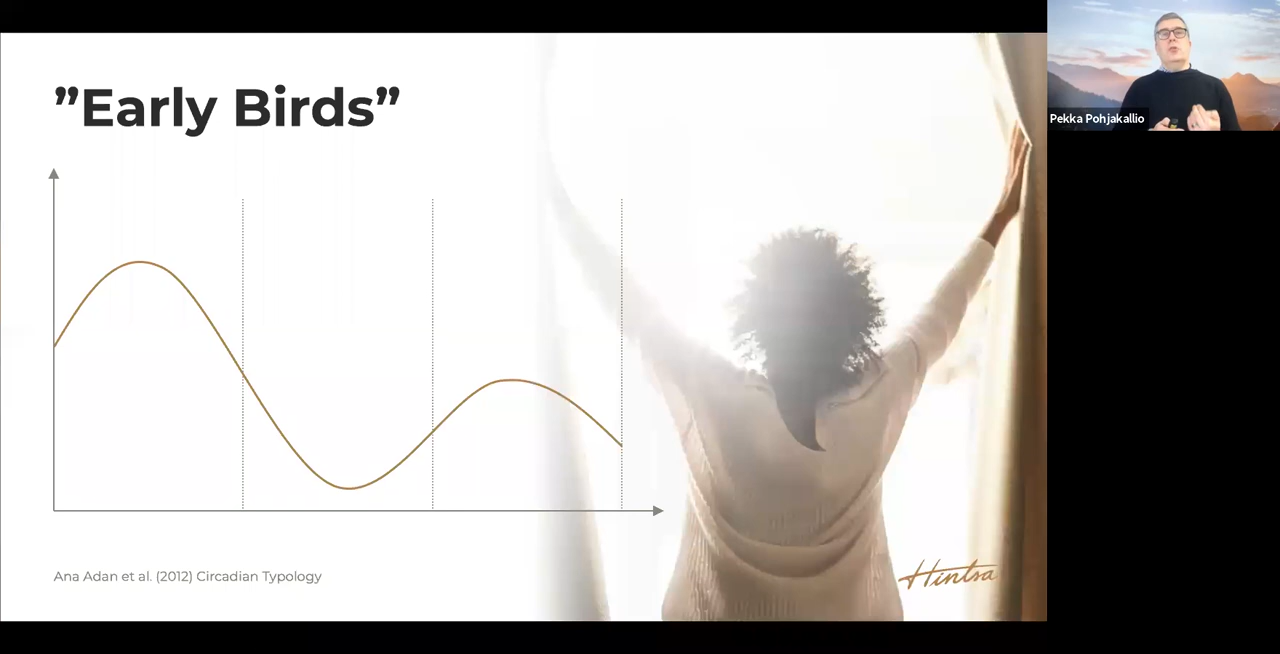 ”Early Birds”
Pekka Pohjakallio
Ana Adan et al. (2012) Circadian Typology
Hintsa